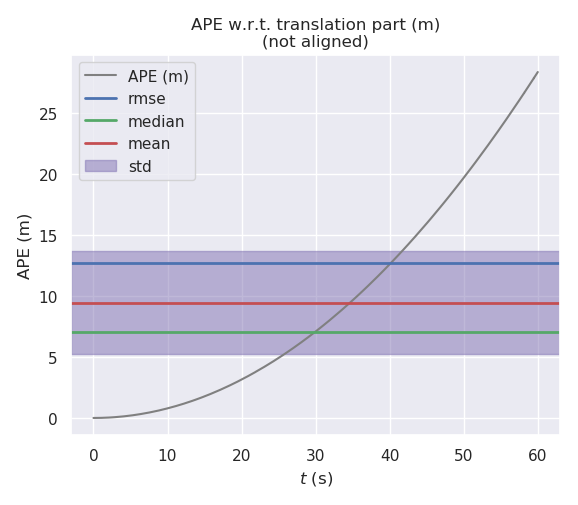 APE w.r.t. translation part (m)
(not aligned)
APE (m)
rmse
median
mean
std
APE (m)
25
20
15
10
5
0
0 10 20 30 40 50 60
t (s)